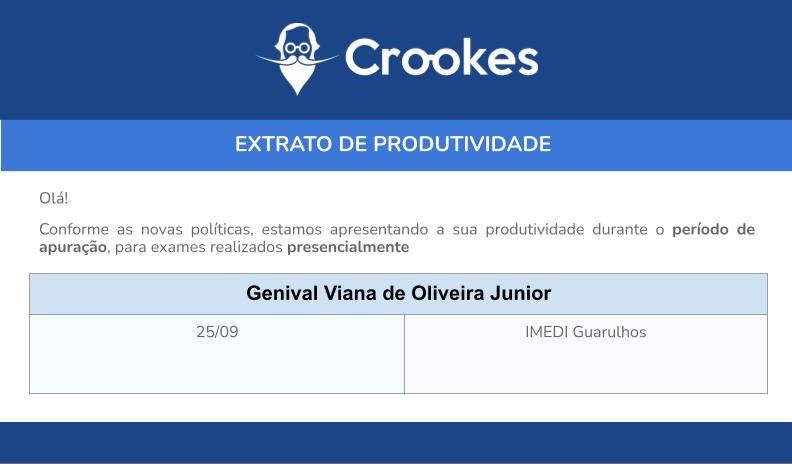 Crookes
EXTRATO DE PRODUTIVIDADE
Olá!
Conforme as novas políticas, estamos apresentando a sua produtividade durante o período de
apuração, para exames realizados presencialmente
Genival Viana de Oliveira Junior
25/09
IMEDI Guarulhos